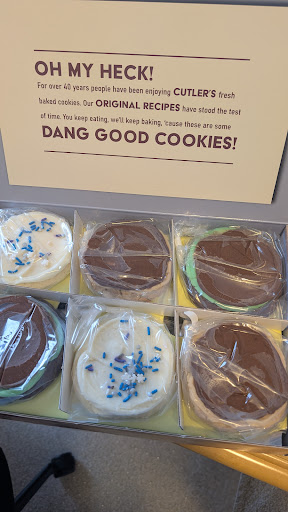 OH MY HECK!
For over 40 years people have been enjoying CUTLER'S fresh
'baked cookies. Our ORIGINAL RECIPES have stood the test
of time. You keep eating, we'll keep baking, 'cause these are some
DANG GOOD COOKIES!